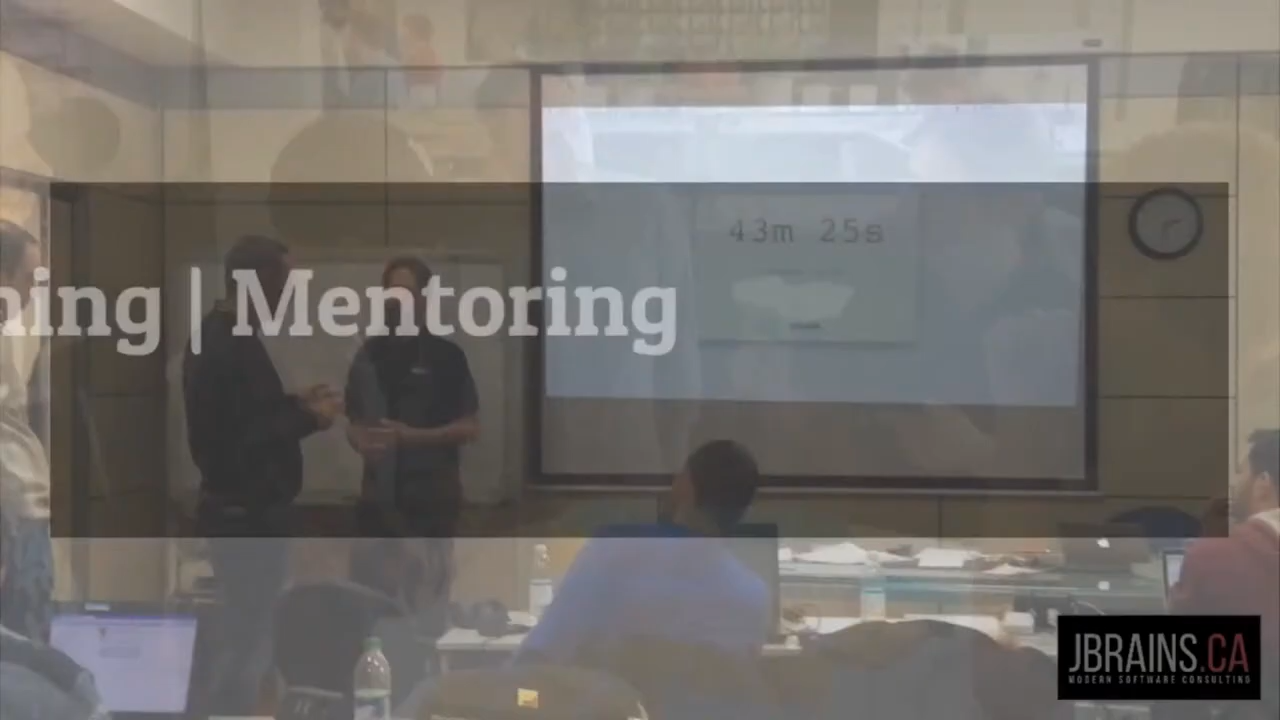 43m 25s
ning | Mentoring
JBRAINS.CA
MODERN SOFTWARE CONSULTING